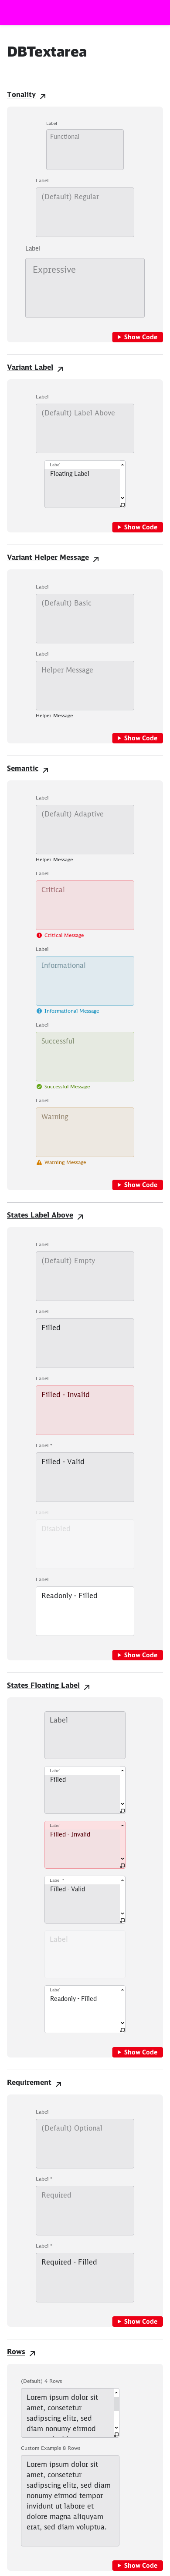 DBTextarea
Tonality
Label
Functional
Label
(Default) Regular
Label
Expressive
Show Code
Variant Label
Label
(Default) Label Above
Label
Floating Label
Show Code
Variant Helper Message
Label
(Default) Basic
Label
Helper Message
Helper Message
Show Code
Semantic
Label
(Default) Adaptive
Helper Message
Label
Critical
Critical Message
Label
Informational
Informational Message
Label
Successful
Successful Message
Label
Warning
Warning Message
Show Code
States Label Above
Label
(Default) Empty
Label
Filled
Label
Filled - Invalid
Label *
Filled - Valid
Label
Disabled
Label
Readonly - Filled
Show Code
States Floating Label
Label
Label
Filled
Label
Filled - Invalid
Label *
Filled - Valid
Label
Label
Readonly - Filled
Show Code
Requirement
Label
(Default) Optional
Label *
Required
Label *
Required - Filled
Show Code
Rows
(Default) 4 Rows
Lorem ipsum dolor sit
amet, consetetur
sadipscing elitr, sed
diam nonumy eirmod
Custom Example 8 Rows
Lorem ipsum dolor sit
amet, consetetur
sadipscing elitr, sed diam
nonumy eirmod tempor
invidunt ut labore et
dolore magna aliquyam
erat, sed diam voluptua.
Show Code